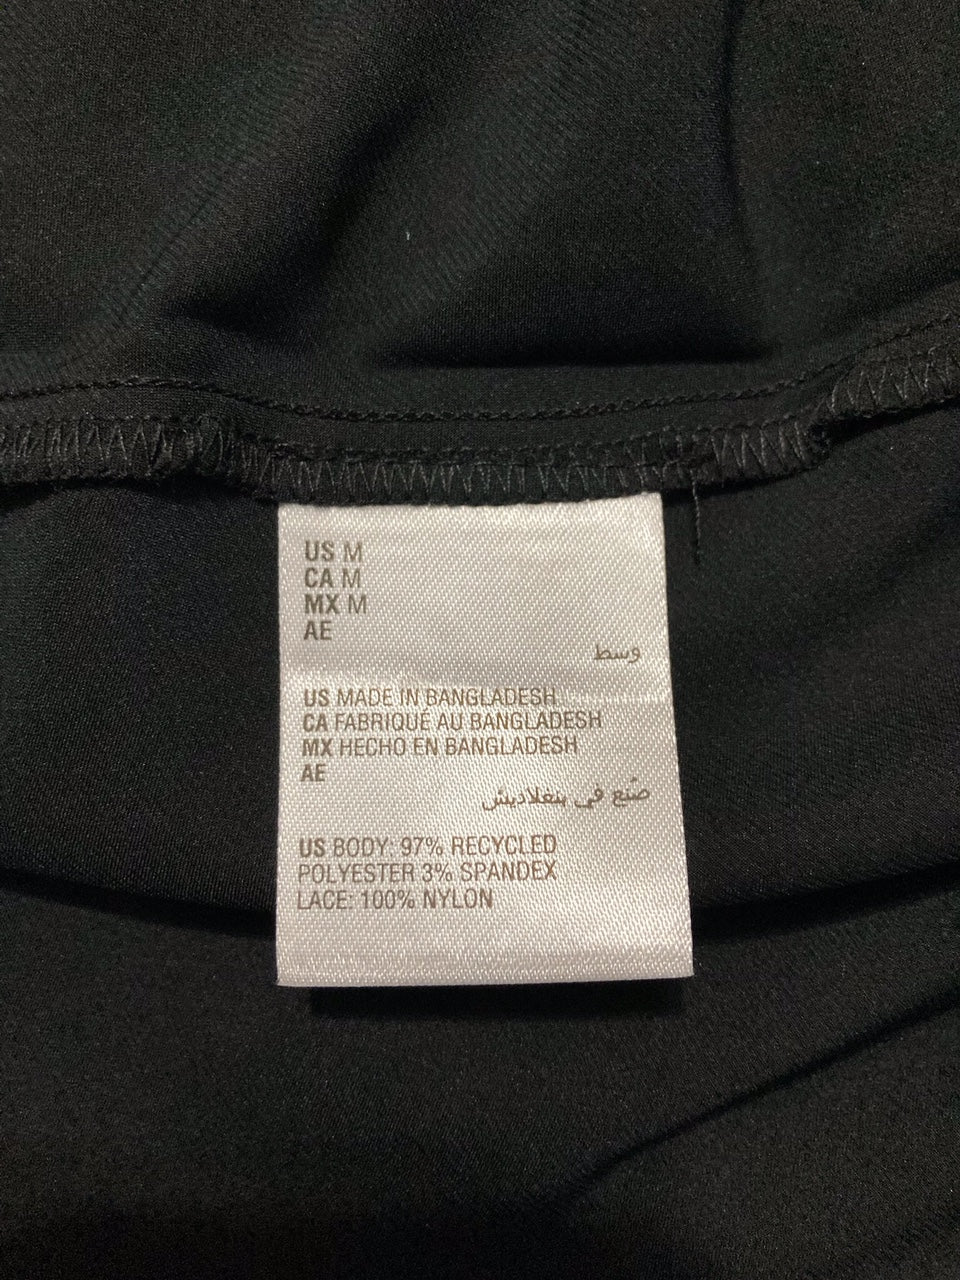 US M
CA M
MX M
AE
وسط
US MADE IN BANGLADESH
CA FABRIQUÉ AU BANGLADESH
MX HECHO EN BANGLADESH
AE
صُنع في بنغلاديش
US BODY: 97% RECYCLED
POLYESTER 3% SPANDEX
LACE: 100% NYLON